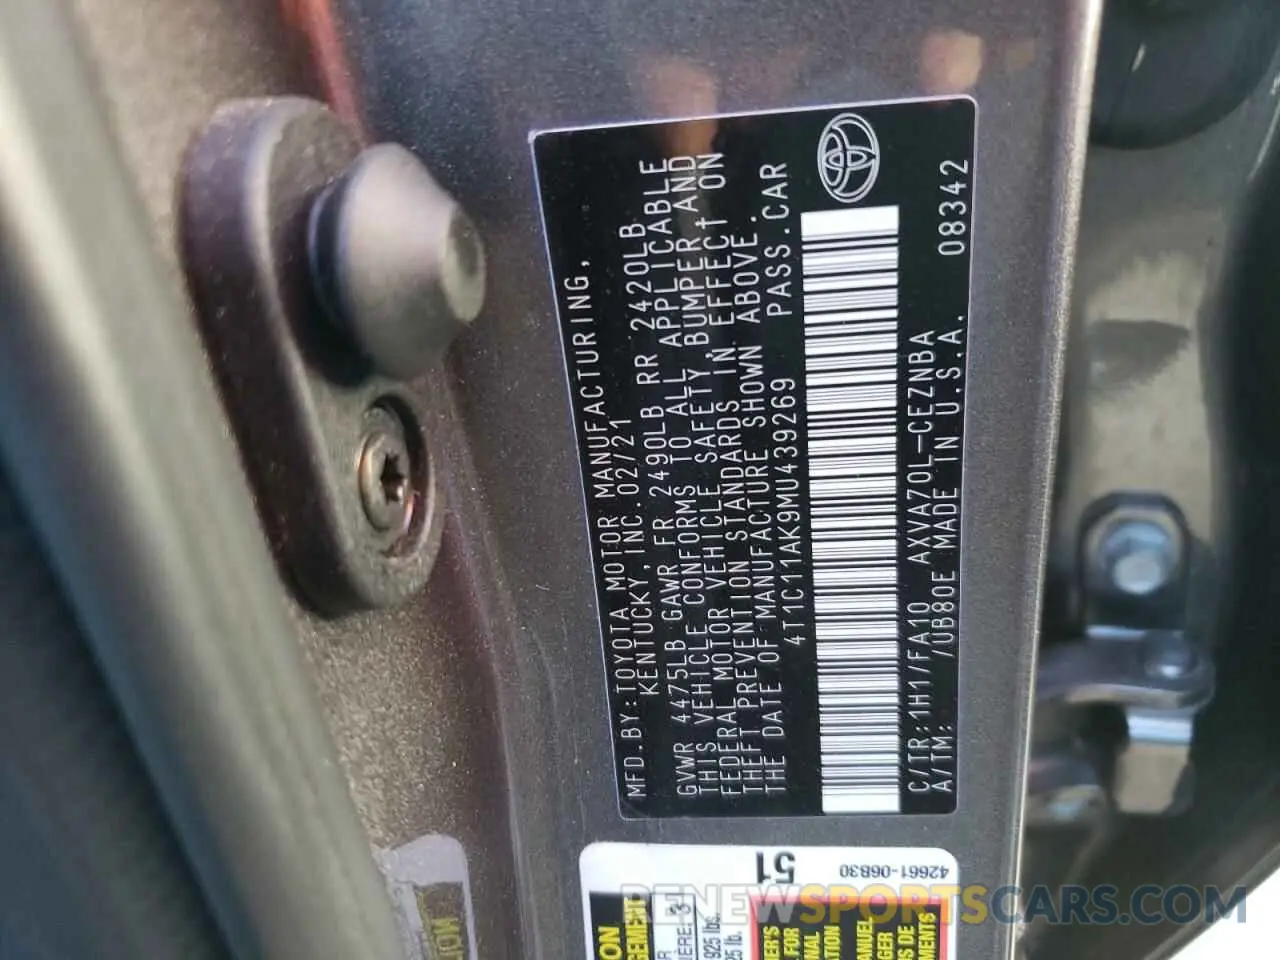 MFD.BY:TOYOTA MOTOR MANUFACTURING,
KENTUCKY,INC.02/21
GVWR 4475LB GAWR FR 2490LB RR 2420LB
THIS VEHICLE CONFORMS TO ALL APPLICABLE
FEDERAL MOTOR VEHICLE SAFETY,BUMPER,AND
THEFT PREVENTION STANDARDS IN EFFECT ON
THE DATE OF MANUFACTURE SHOWN ABOVE.
4T1C11AK9MU439269 PASS.CAR
C/TR:1H1/FA10 AXVA70L-CEZNBA
A/TM: /UB80E MADE IN U.S.A.
08342
51
42661-06830
925 lbs.
RENEWSPORTSCARS.COM